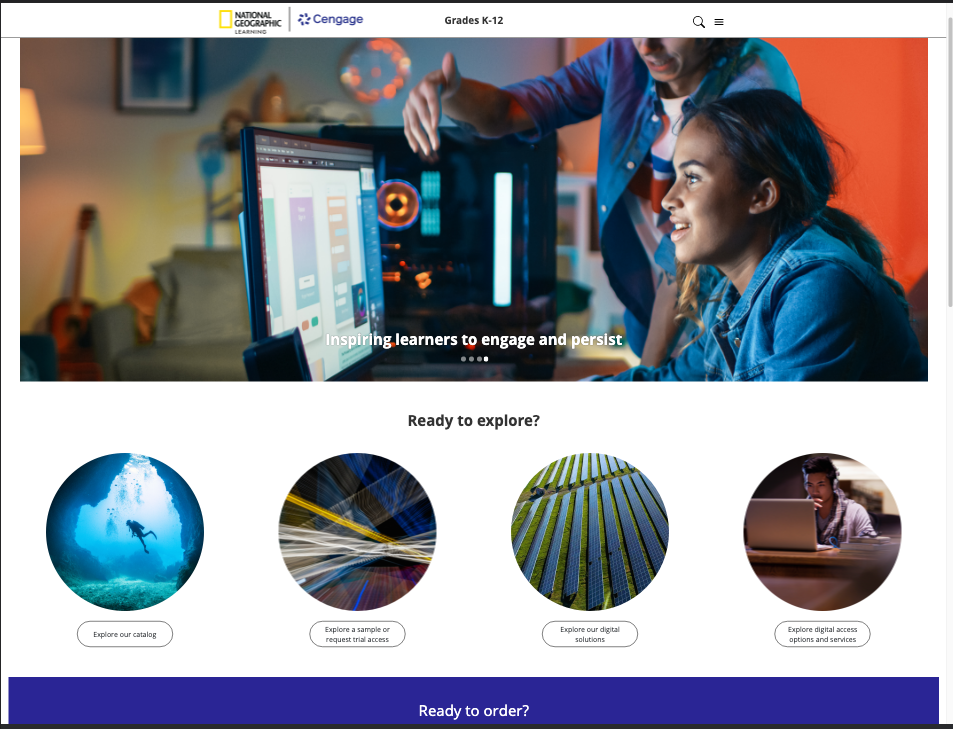 NATIONAL
GEOGRAPHIC
LEARNING
Cengage
Grades K-12
Inspiring learners to engage and persist
Ready to explore?
Explore our catalog
Explore a sample or
request trial access
Explore our digital
solutions
Explore digital access
options and services
Ready to order?